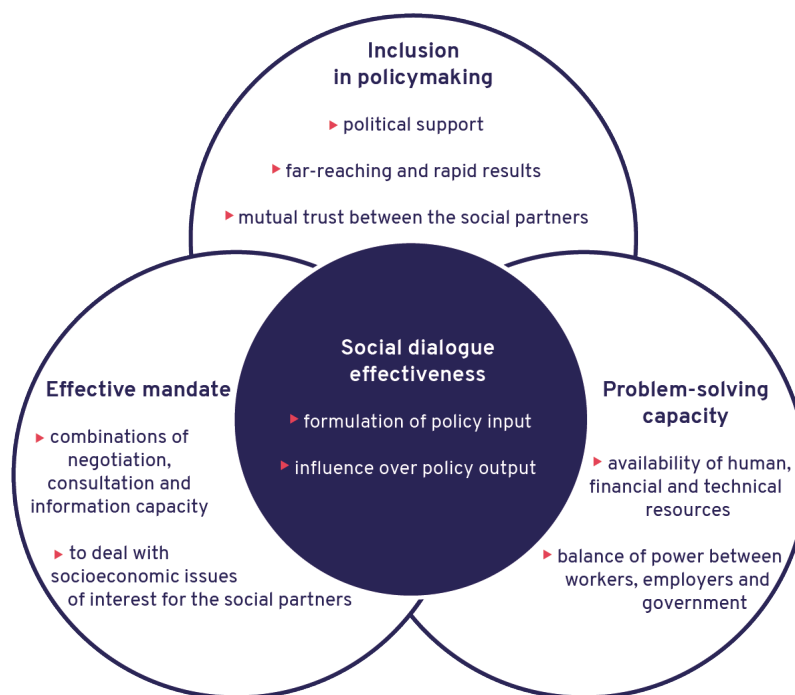 Inclusion
in policymaking
political support
far-reaching and rapid results
mutual trust between the social partners
Social dialogue
effectiveness
formulation of policy input
influence over policy output
Effective mandate
combinations of
negotiation,
consultation and
information capacity
to deal with
socioeconomic issues
of interest for the social partners
Problem-solving
capacity
availability of human,
financial and technical
resources
balance of power between
workers, employers and
government